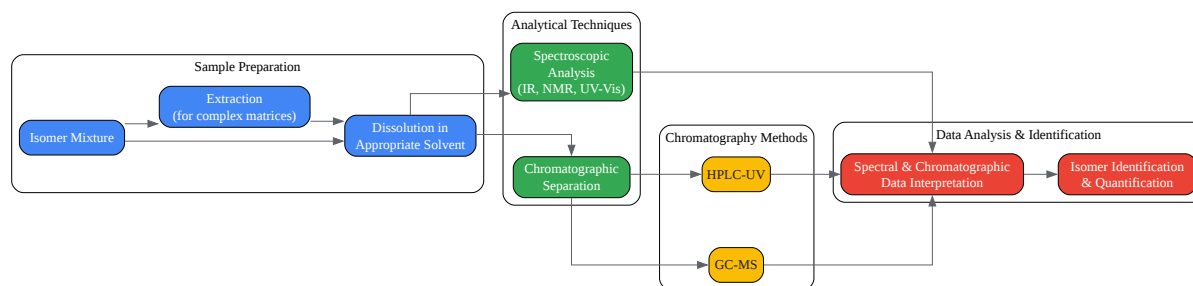 Sample Preparation
Isomer Mixture
Extraction
(for complex matrices)
Dissolution in
Appropriate Solvent
Analytical Techniques
Spectroscopic
Analysis
(IR, NMR, UV-Vis)
Chromatographic
Separation
Chromatography Methods
HPLC-UV
GC-MS
Data Analysis & Identification
Spectral & Chromatographic
Data Interpretation
Isomer Identification
& Quantification